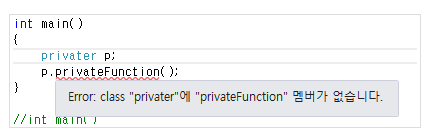 int main()
{
privater p;
p.privateFunction();
Error: class "privater"에 "privateFunction" 멤버가 없습니다.
}
//int main()